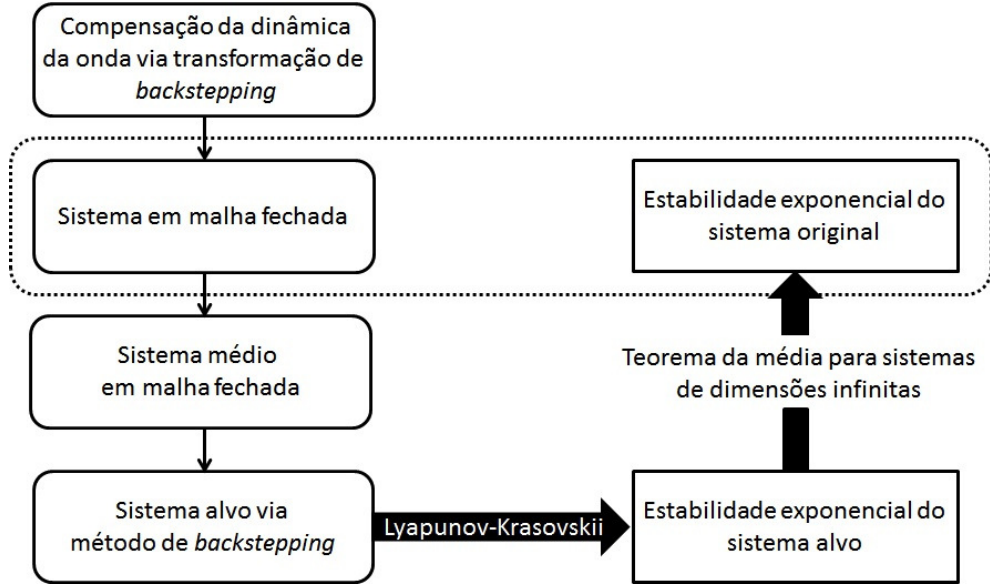 Compensação da dinâmica
da onda via transformação de
backstepping
Sistema em malha fechada
Estabilidade exponencial do
sistema original
Sistema médio
em malha fechada
Teorema da média para sistemas
de dimensões infinitas
Sistema alvo via
método de backstepping
Lyapunov-Krasovskii
Estabilidade exponencial do
sistema alvo